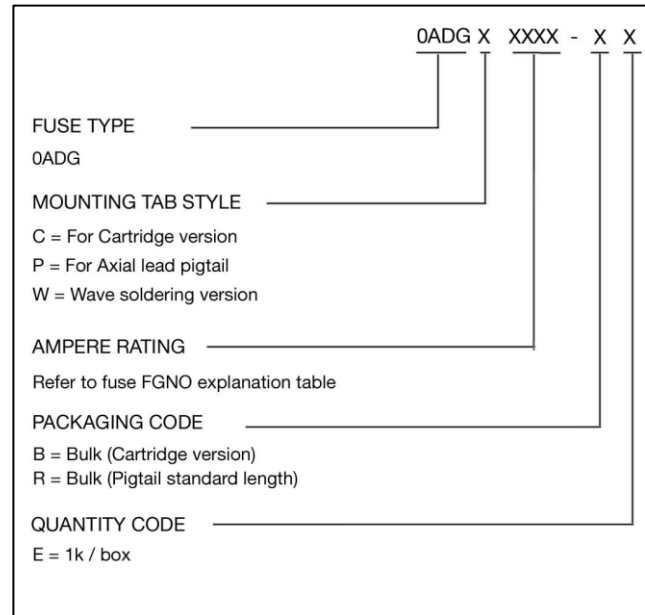 0ADG X XXXX - X X
FUSE TYPE
0ADG
MOUNTING TAB STYLE
C = For Cartridge version
P = For Axial lead pigtail
W = Wave soldering version
AMPERE RATING
Refer to fuse FGNO explanation table
PACKAGING CODE
B = Bulk (Cartridge version)
R = Bulk (Pigtail standard length)
QUANTITY CODE
E = 1k / box